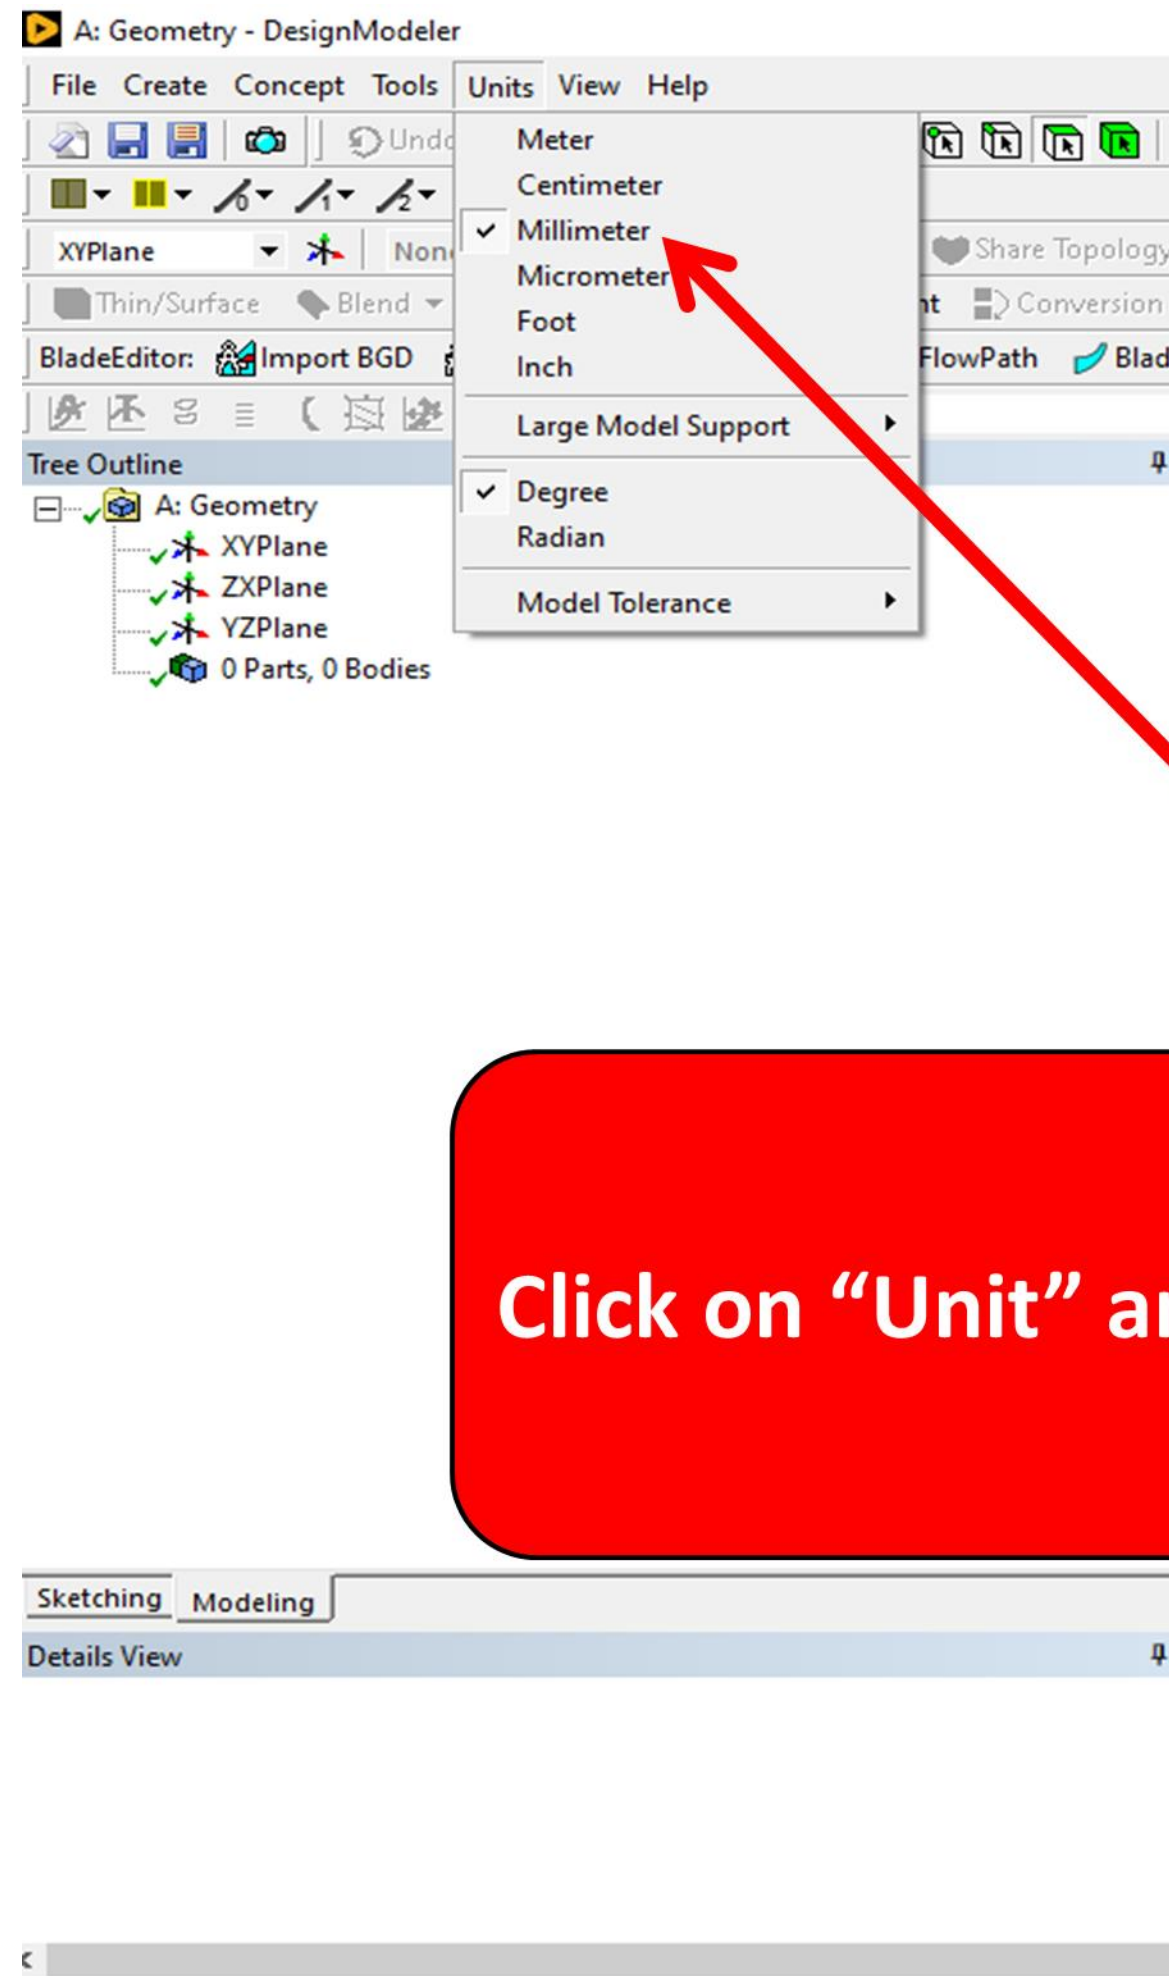 A: Geometry - DesignModeler
File Create Concept Tools Units View Help
Meter
Centimeter
Millimeter
Micrometer
Foot
Inch
Large Model Support
Degree
Radian
Model Tolerance
XYPlane
Share Topology
Thin/Surface Blend
Conversion
BladeEditor: Import BGD
FlowPath
Tree Outline
A: Geometry
XYPlane
ZXPlane
YZPlane
0 Parts, 0 Bodies
Click on “Unit”
Sketching Modeling
Details View